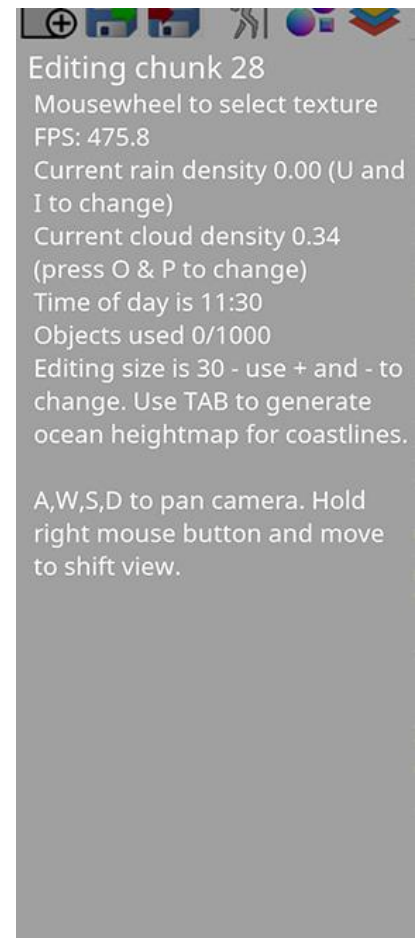 Editing chunk 28
Mousewheel to select texture
FPS: 475.8
Current rain density 0.00 (U and
I to change)
Current cloud density 0.34
(press O & P to change)
Time of day is 11:30
Objects used 0/1000
Editing size is 30 - use + and - to
change. Use TAB to generate
ocean heightmap for coastlines.
A,W,S,D to pan camera. Hold
right mouse button and move
to shift view.